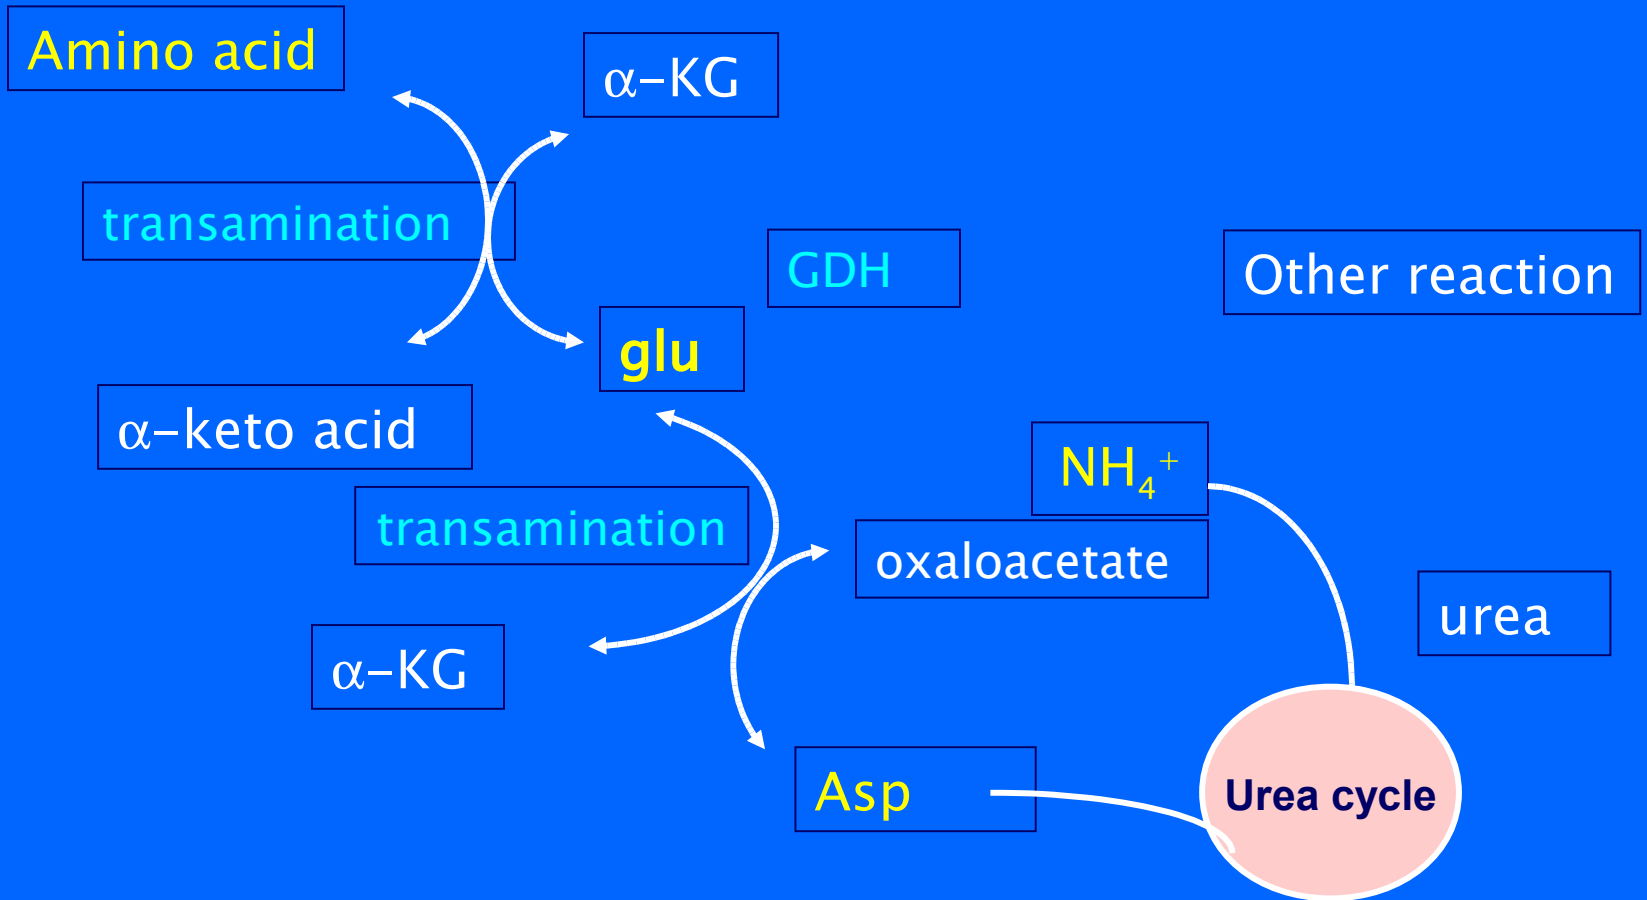 Amino acid
α-KG
transamination
GDH
Other reaction
glu
α-keto acid
NH₄⁺
transamination
oxaloacetate
urea
α-KG
Asp
Urea cycle